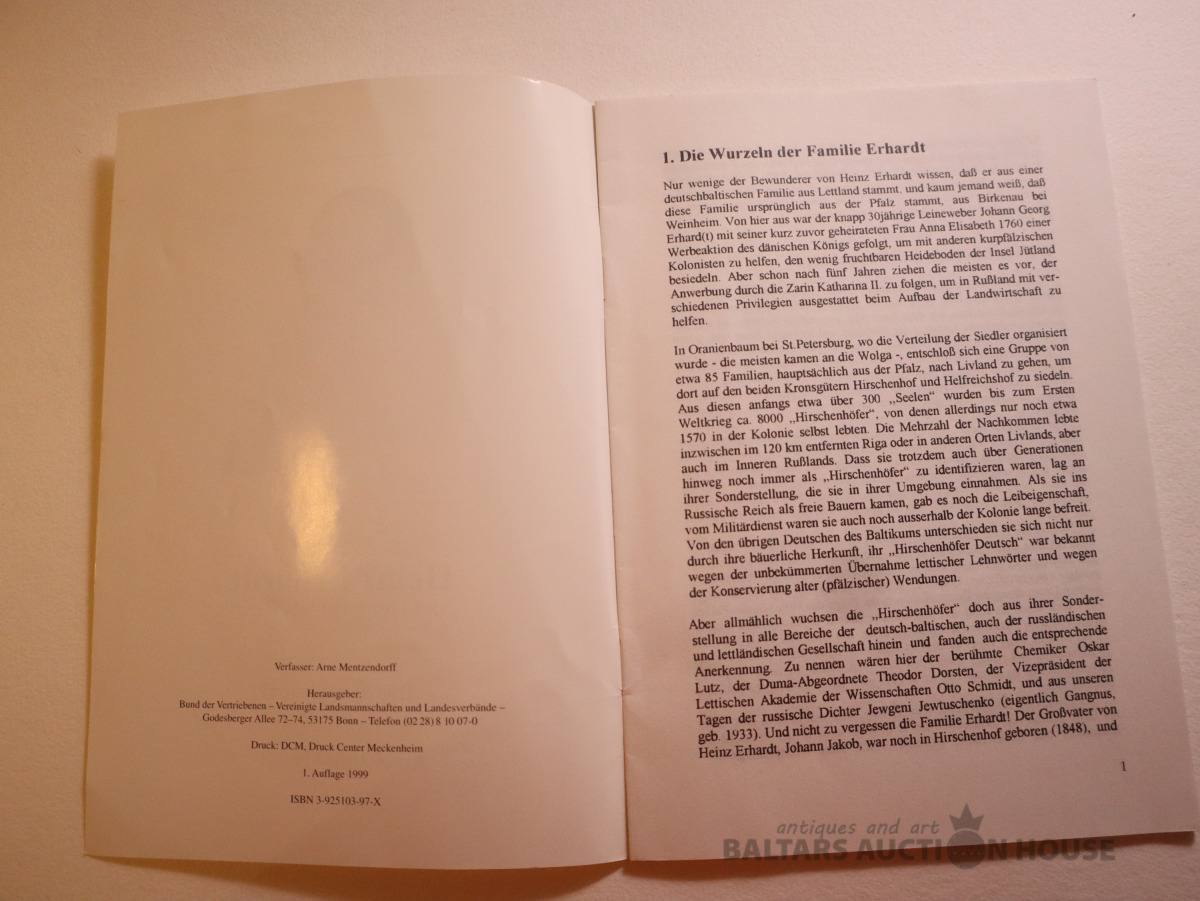 Verfasser: Arne Mentzendorff
Herausgeber:
Bund der Vertriebenen – Vereinigte Landsmannschaften und Landesverbände –
Godesberger Allee 72–74, 53175 Bonn – Telefon (02 28) 8 10 07-0
Druck: DCM, Druck Center Meckenheim
1. Auflage 1999
ISBN 3-925103-97-X
1. Die Wurzeln der Familie Erhardt
Nur wenige der Bewunderer von Heinz Erhardt wissen, daß er aus einer
deutschbaltischen Familie aus Lettland stammt, und kaum jemand weiß, daß
diese Familie ursprünglich aus der Pfalz stammt, aus Birkenau bei
Weinheim. Von hier aus war der knapp 30jährige Leineweber Johann Georg
Erhard(t) mit seiner kurz zuvor geheirateten Frau Anna Elisabeth 1760 einer
Werbeaktion des dänischen Königs gefolgt, um mit anderen kurpfälzischen
Kolonisten zu helfen, den wenig fruchtbaren Heideboden der Insel Jütland
besiedeln. Aber schon nach fünf Jahren ziehen die meisten es vor, der
Anwerbung durch die Zarin Katharina II. zu folgen, um in Rußland mit ver-
schiedenen Privilegien ausgestattet beim Aufbau der Landwirtschaft zu
helfen.
In Oranienbaum bei St.Petersburg, wo die Verteilung der Siedler organisiert
wurde - die meisten kamen an die Wolga -, entschloß sich eine Gruppe von
etwa 85 Familien, hauptsächlich aus der Pfalz, nach Livland zu gehen, um
dort auf den beiden Kronsgütern Hirschenhof und Helfreichshof zu siedeln.
Aus diesen anfangs etwa über 300 „Seelen“ wurden bis zum Ersten
Weltkrieg ca. 8000 „Hirschenhöfer“, von denen allerdings nur noch etwa
1570 in der Kolonie selbst lebten. Die Mehrzahl der Nachkommen lebte
inzwischen im 120 km entfernten Riga oder in anderen Orten Livlands, aber
auch im Inneren Rußlands. Dass sie trotzdem auch über Generationen
hinweg noch immer als „Hirschenhöfer“ zu identifizieren waren, lag an
ihrer Sonderstellung, die sie in ihrer Umgebung einnahmen. Als sie ins
Russische Reich als freie Bauern kamen, gab es noch die Leibeigenschaft,
vom Militärdienst waren sie auch noch ausserhalb der Kolonie lange befreit.
Von den übrigen Deutschen des Baltikums unterschieden sie sich nicht nur
durch ihre bäuerliche Herkunft, ihr „Hirschenhöfer Deutsch“ war bekannt
wegen der unbekümmerten Übernahme lettischer Lehnwörter und wegen
der Konservierung alter (pfälzischer) Wendungen.
Aber allmählich wuchsen die „Hirschenhöfer“ doch aus ihrer Sonder-
stellung in alle Bereiche der deutsch-baltischen, auch der russländischen
und lettländischen Gesellschaft hinein und fanden auch die entsprechende
Anerkennung. Zu nennen wären hier der berühmte Chemiker Oskar
Lutz, der Duma-Abgeordnete Theodor Dorsten, der Vizepräsident der
Lettischen Akademie der Wissenschaften Otto Schmidt, und aus unseren
Tagen der russische Dichter Jewgeni Jewtuschenko (eigentlich Gangnus,
geb. 1933). Und nicht zu vergessen die Familie Erhardt! Der Großvater von
Heinz Erhardt, Johann Jakob, war noch in Hirschenhof geboren (1848), und
1
antiques and art
BALTARS AUCTION HOUSE